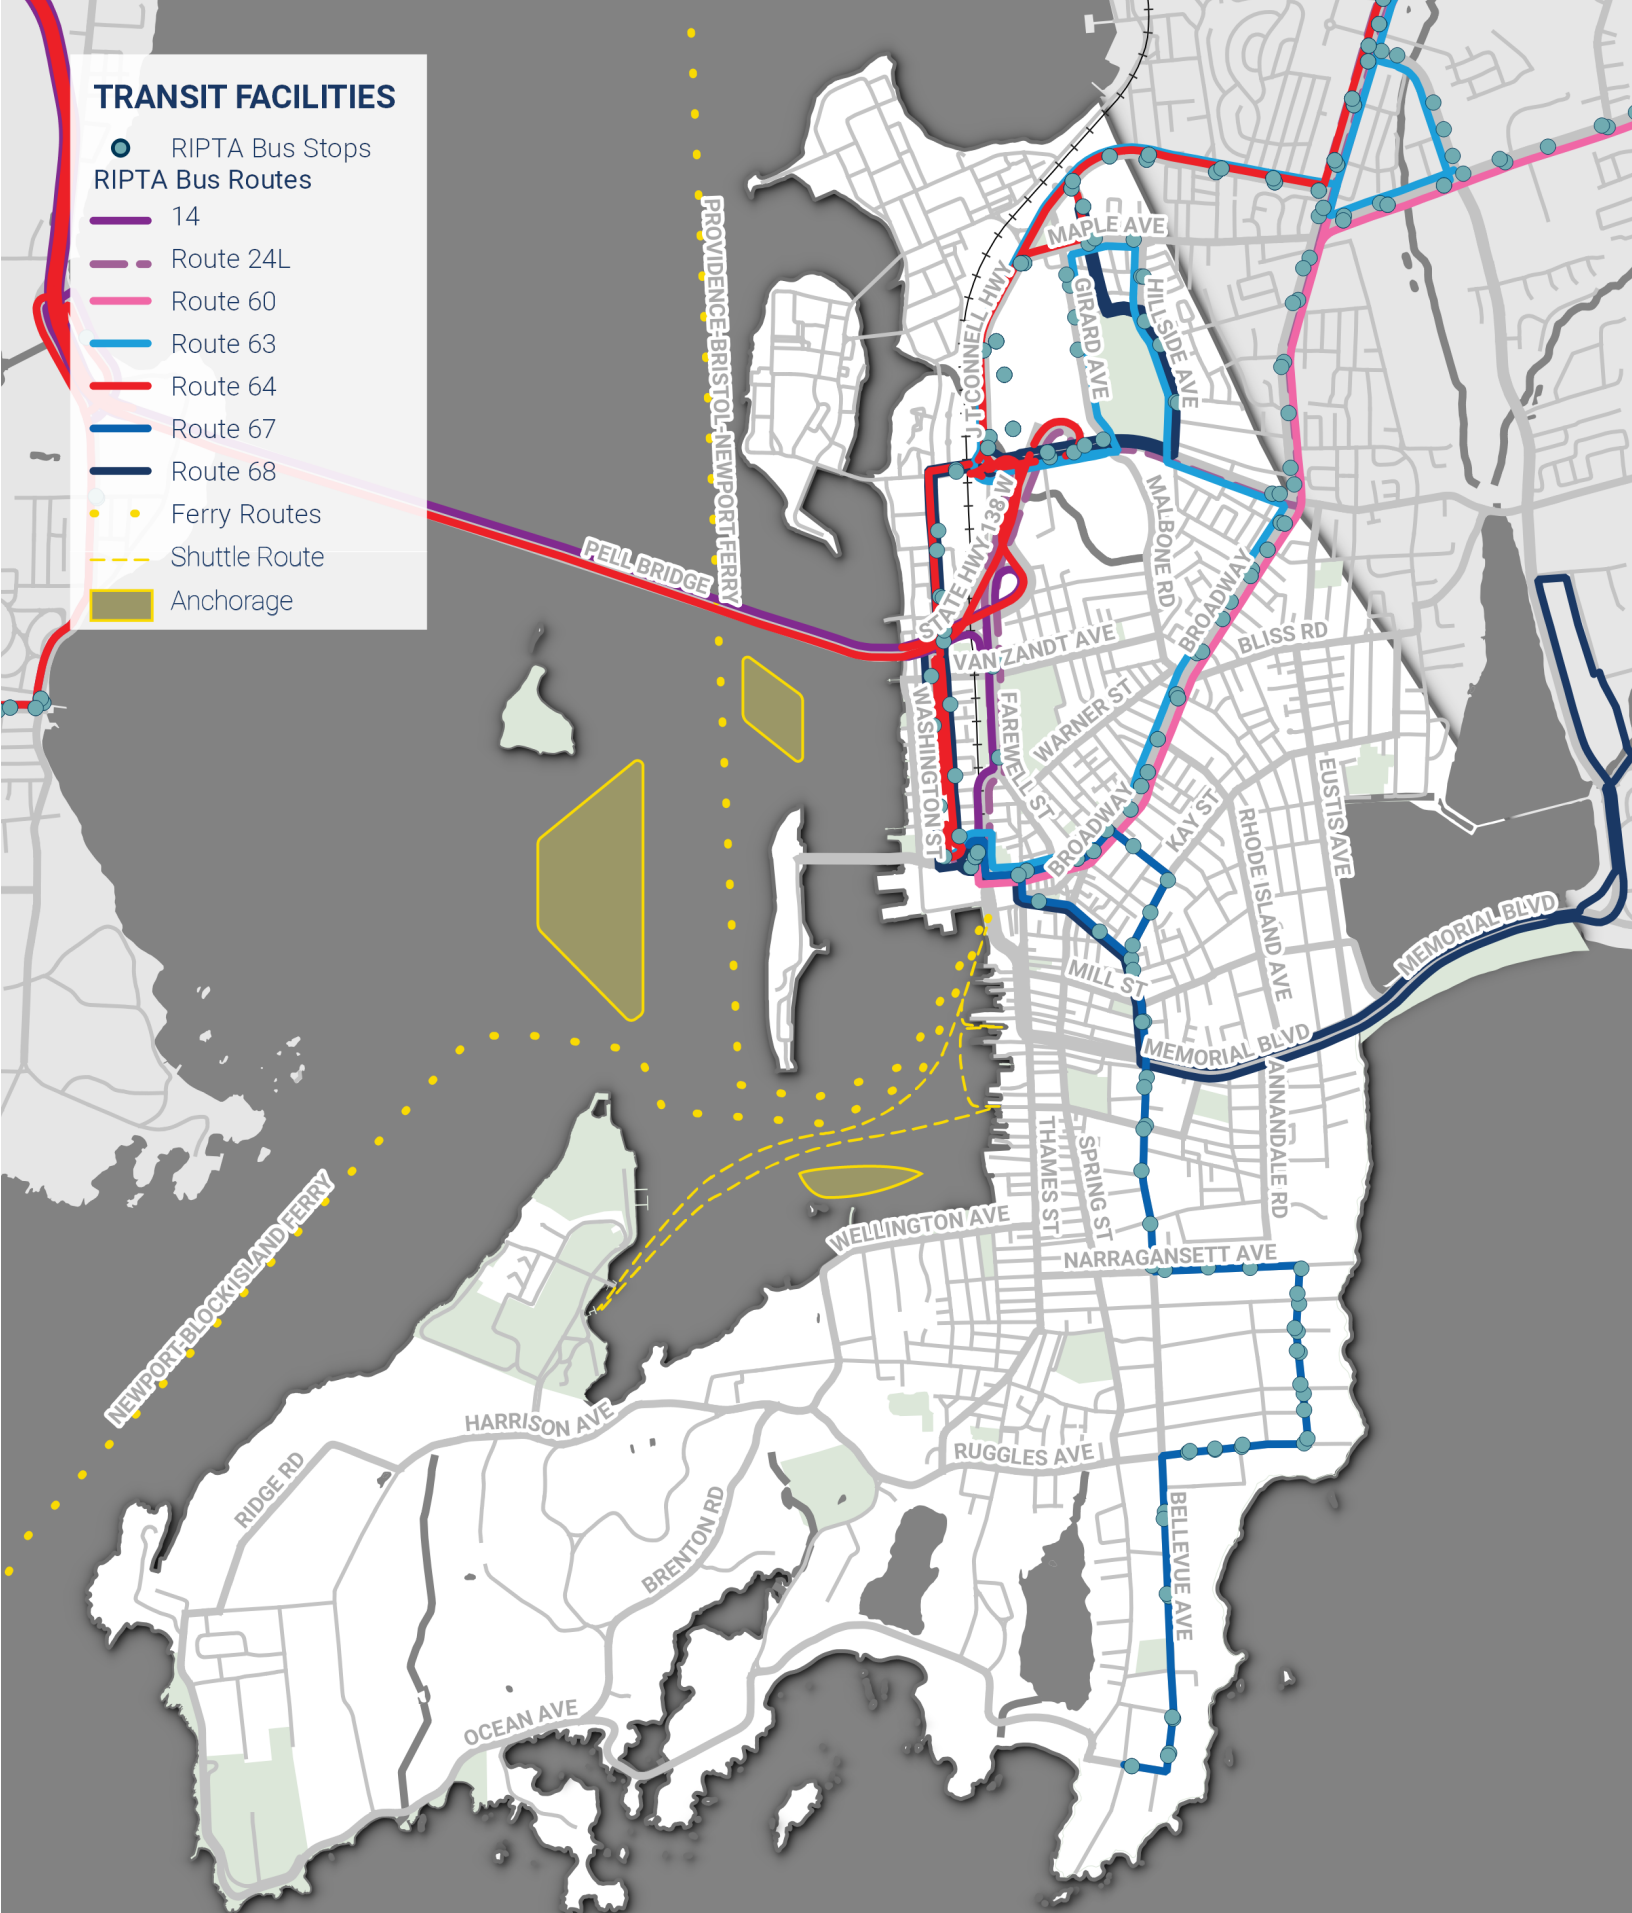 TRANSIT FACILITIES
RIPTA Bus Stops
RIPTA Bus Routes
14
Route 24L
Route 60
Route 63
Route 64
Route 67
Route 68
Ferry Routes
Shuttle Route
Anchorage
PROVIDENCE-BRISTOL-NEWPORT FERRY
PELL BRIDGE
NEWPORT-BLOCK ISLAND FERRY
MAPLE AVE
J T CONNELL HWY
GIRARD AVE
HILLSIDE AVE
STATE HWY-138 W
MALBONE RD
VAN ZANDT AVE
BROADWAY
BLISS RD
WARNER ST
WASHINGTON ST
FAREWELL ST
BROADWAY
KAY ST
EUSTIS AVE
RHODE ISLAND AVE
MEMORIAL BLVD
MILL ST
MEMORIAL BLVD
ANNANDALE RD
THAMES ST
SPRING ST
WELLINGTON AVE
NARRAGANSETT AVE
HARRISON AVE
RIDGE RD
RUGGLES AVE
BRENTON RD
BELLEVUE AVE
OCEAN AVE